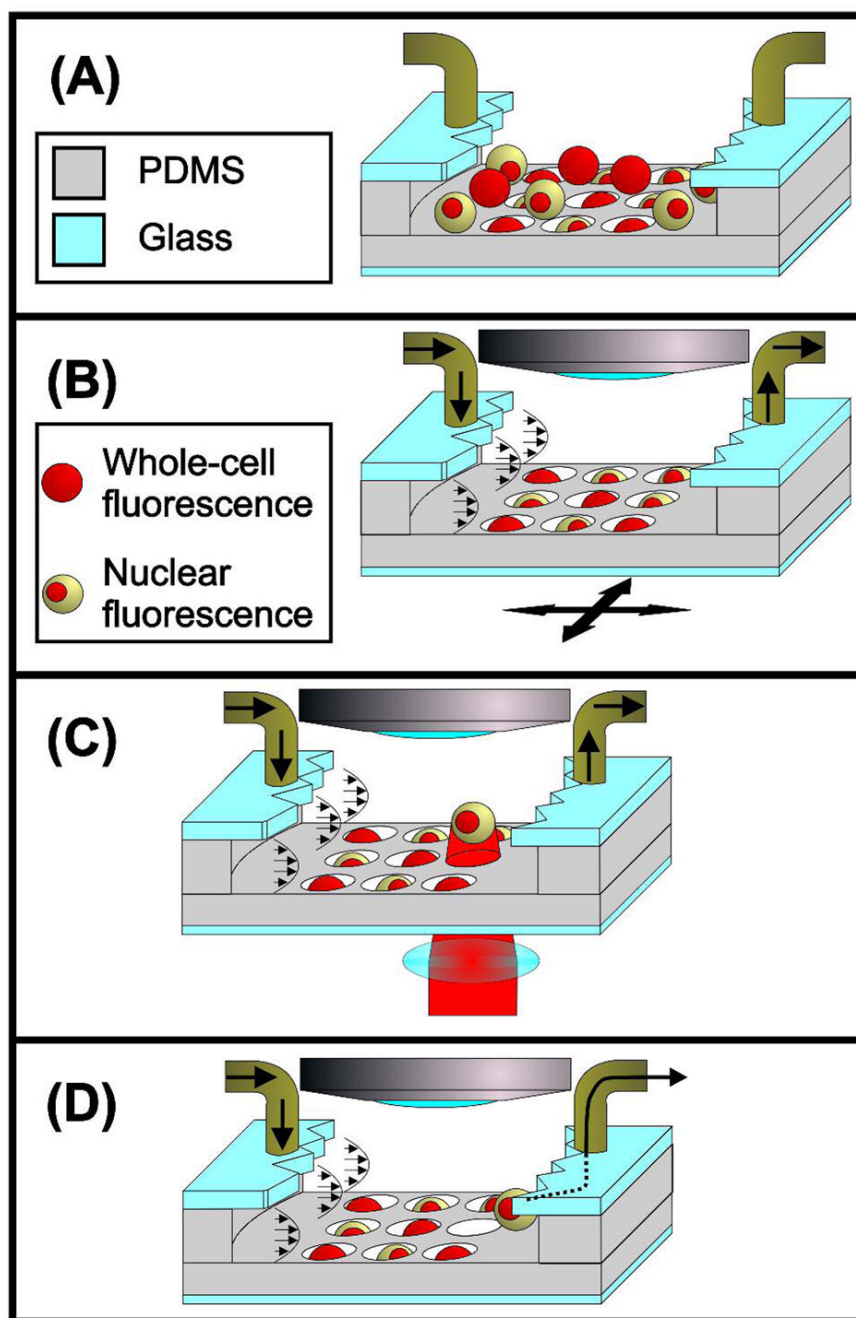 (A)
PDMS
Glass
(B)
Whole-cell
fluorescence
Nuclear
fluorescence
(C)
(D)